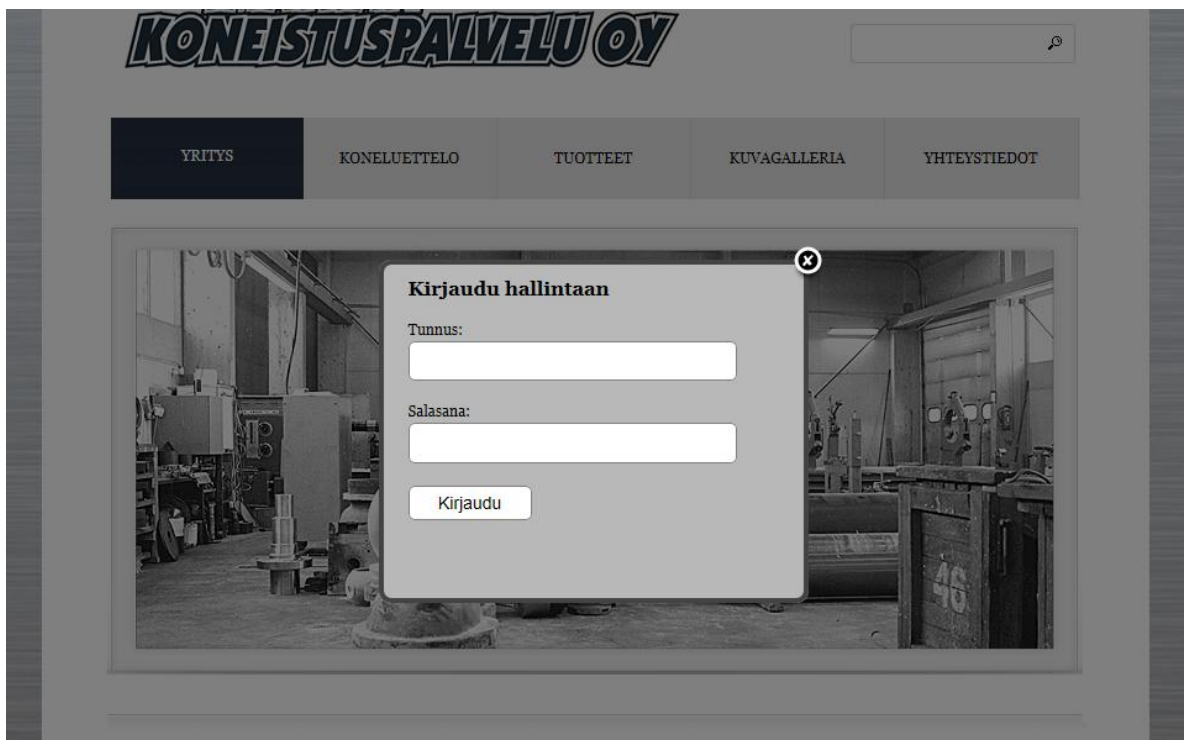 KONEISTUSPALVELU OY
YRITYS
KONELUETTELO
TUOTTEET
KUVAGALLERIA
YHTEYSTIEDOT
Kirjaudu hallintaan
Tunnus:
Salasana:
Kirjaudu
46